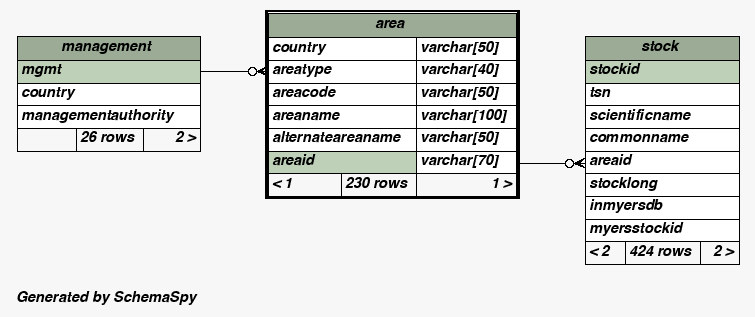 management
mgmt
country
managementauthority
26 rows 2 >
area
country varchar[50]
areatype varchar[40]
areacode varchar[50]
areaname varchar[100]
alternateareaname varchar[50]
areaid varchar[70]
< 1 230 rows 1 >
stock
stockid
tsn
scientificname
commonname
areaid
stocklong
inmyersdb
myersstockid
< 2 424 rows 2 >
Generated by SchemaSpy